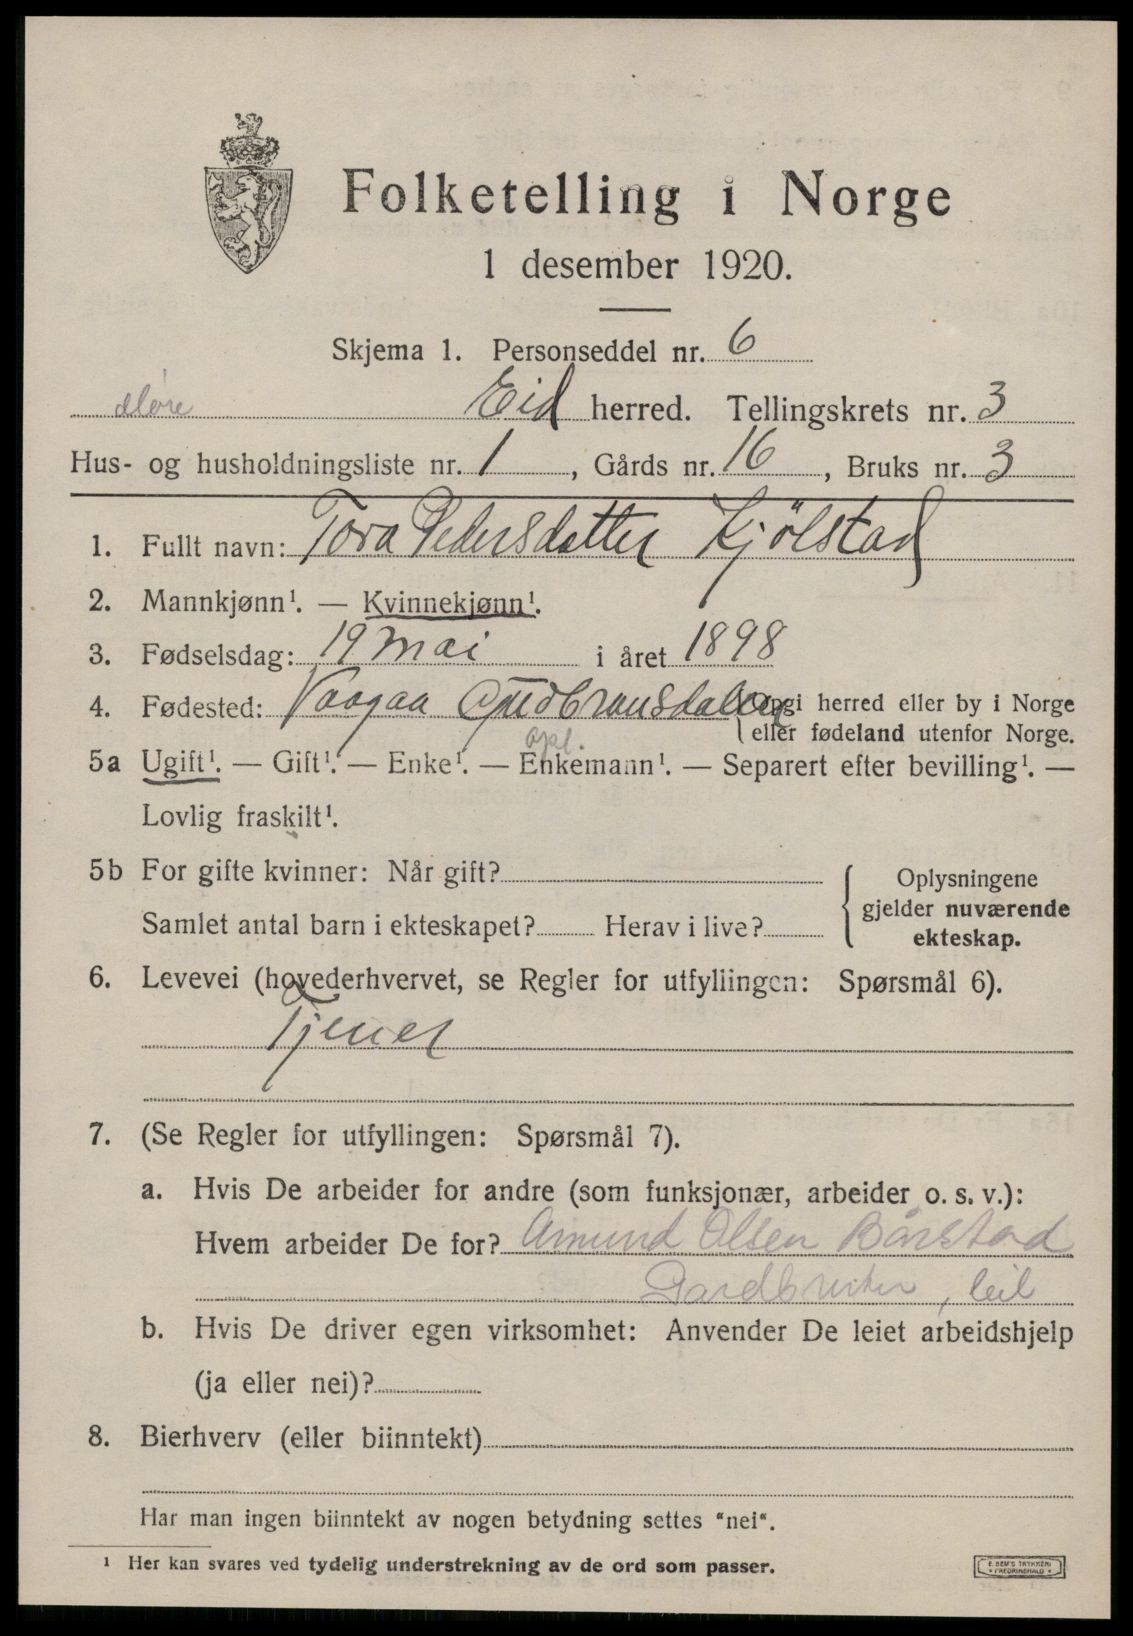 Folketelling i Norge
1 desember 1920.
Skjema 1. Personseddel nr. 6
Møre Eid herred. Tellingskrets nr. 3
Hus- og husholdningsliste nr. 1, Gårds nr. 16, Bruks nr. 3
1. Fullt navn: Tora Pedersdatter Kjölstad
2. Mannkjønn¹. — Kvinnekjønn¹.
3. Fødselsdag: 19 mai i året 1898
4. Fødested: Vaagaa Gudbransdalen Opgi herred eller by i Norge
eller fødeland utenfor Norge.
opl.
5a Ugift¹. — Gift¹. — Enke¹. — Enkemann¹. — Separert efter bevilling¹. —
Lovlig fraskilt¹.
5b For gifte kvinner: Når gift?
Samlet antal barn i ekteskapet? Herav i live?
Oplysningene
gjelder nuværende
ekteskap.
6. Levevei (hovederhvervet, se Regler for utfyllingen: Spørsmål 6).
Tjener
7. (Se Regler for utfyllingen: Spørsmål 7).
a. Hvis De arbeider for andre (som funksjonær, arbeider o. s. v.):
Hvem arbeider De for? Amund Olsen Bårstad
Gardbruker, leil
b. Hvis De driver egen virksomhet: Anvender De leiet arbeidshjelp
(ja eller nei)?
8. Bierhverv (eller biinntekt)
Har man ingen biinntekt av nogen betydning settes "nei".
¹ Her kan svares ved tydelig understrekning av de ord som passer.
E. SEM'S TRYKKERI
FREDRIKSHALD